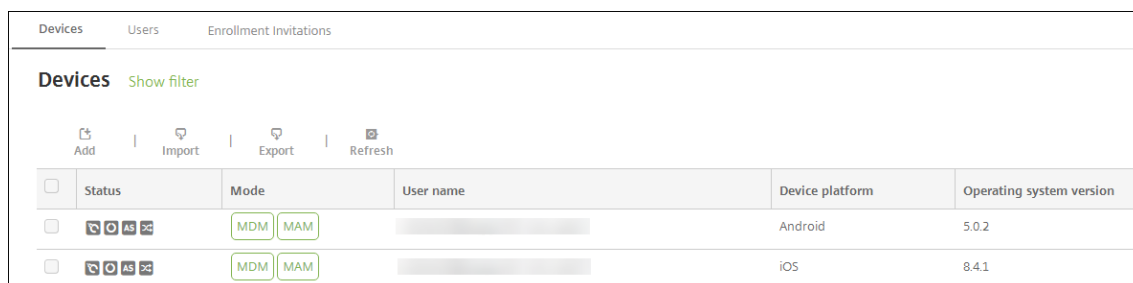 Devices Users Enrollment Invitations
Devices Show filter
Add | Import | Export | Refresh
Status Mode User name Device platform Operating system version
AS MDM MAM Android 5.0.2
AS MDM MAM iOS 8.4.1